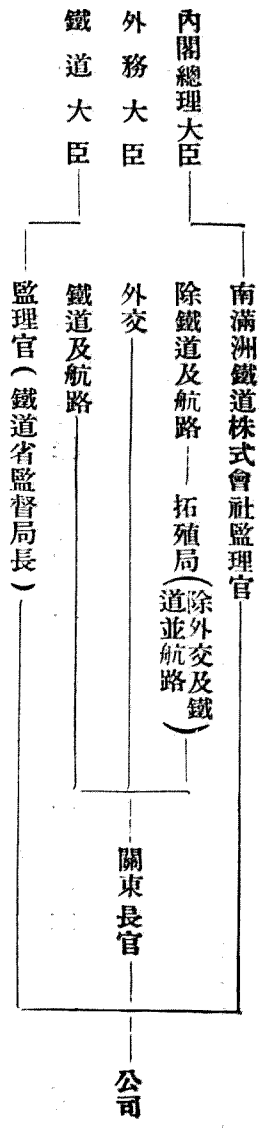 內閣總理大臣
外務大臣
鐵道大臣
南滿洲鐵道株式會社監理官
除鐵道及航路
拓殖局(除外交及鐵
道並航路)
外交
鐵道及航路
監理官(鐵道省監督局長)
關東長官
公司